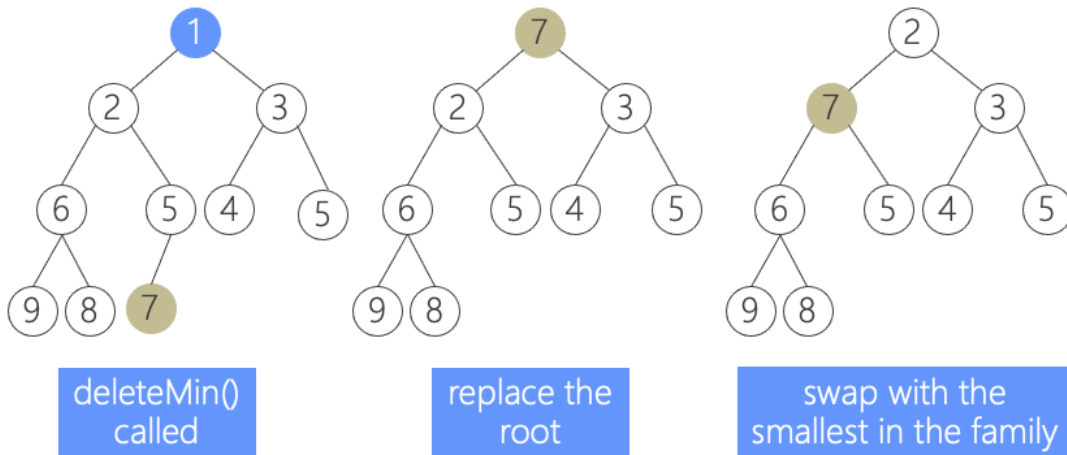 1 7 2
2 3 2 3 7 3
6 5 4 5 6 5 4 5 6 5 4 5
9 8 7 9 8 9 8
deleteMin()
called
replace the
root
swap with the
smallest in the family